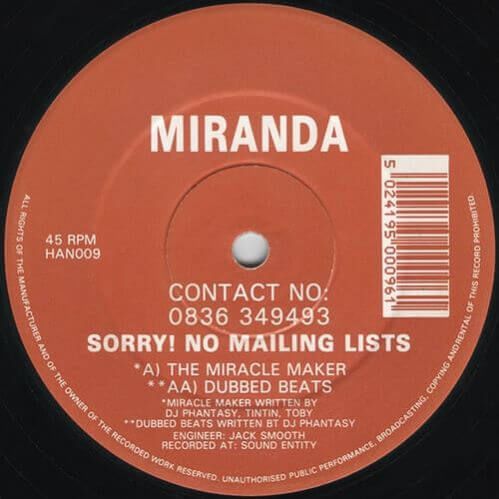 MIRANDA
5 024195 000961
45 RPM
HAN009
CONTACT NO:
0836 349493
SORRY! NO MAILING LISTS
*A) THE MIRACLE MAKER
**AA) DUBBED BEATS
*MIRACLE MAKER WRITTEN BY
DJ PHANTASY, TINTIN, TOBY
**DUBBED BEATS WRITTEN BT DJ PHANTASY
ENGINEER: JACK SMOOTH
RECORDED AT: SOUND ENTITY
ALL RIGHTS OF THE MANUFACTURER AND OF THE OWNER OF THE RECORDED WORK RESERVED. UNAUTHORISED PUBLIC PERFORMANCE, BROADCASTING, COPYING AND RENTAL OF THIS RECORD PROHIBITED.